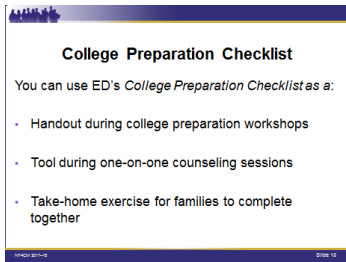 College Preparation Checklist
You can use ED's College Preparation Checklist as a:
• Handout during college preparation workshops
• Tool during one-on-one counseling sessions
• Take-home exercise for families to complete
together
Slide 18